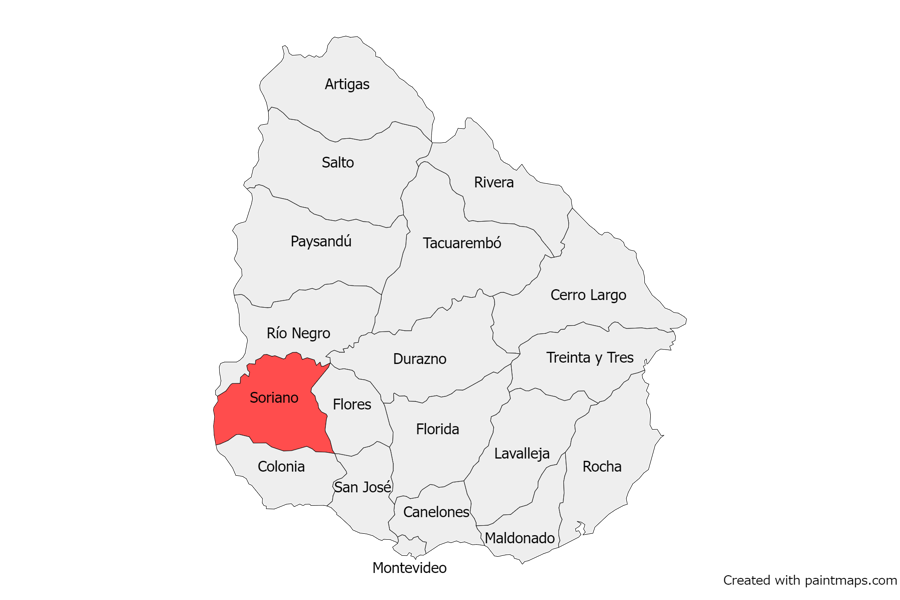 Artigas
Salto
Rivera
Paysandú
Tacuarembó
Cerro Largo
Río Negro
Durazno
Treinta y Tres
Soriano
Flores
Florida
Lavalleja
Colonia
Rocha
San José
Canelones
Maldonado
Montevideo
Created with paintmaps.com